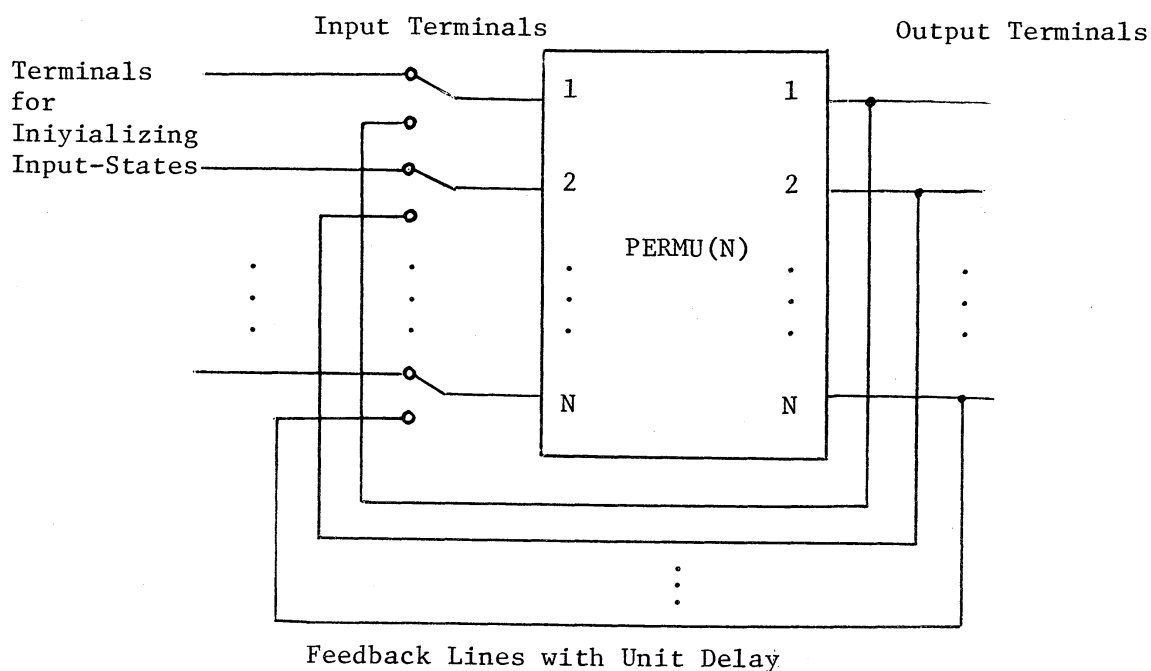 Input Terminals
Output Terminals
Terminals
for
Iniyializing
Input-States
1
1
2
2
PERMU(N)
N
N
Feedback Lines with Unit Delay